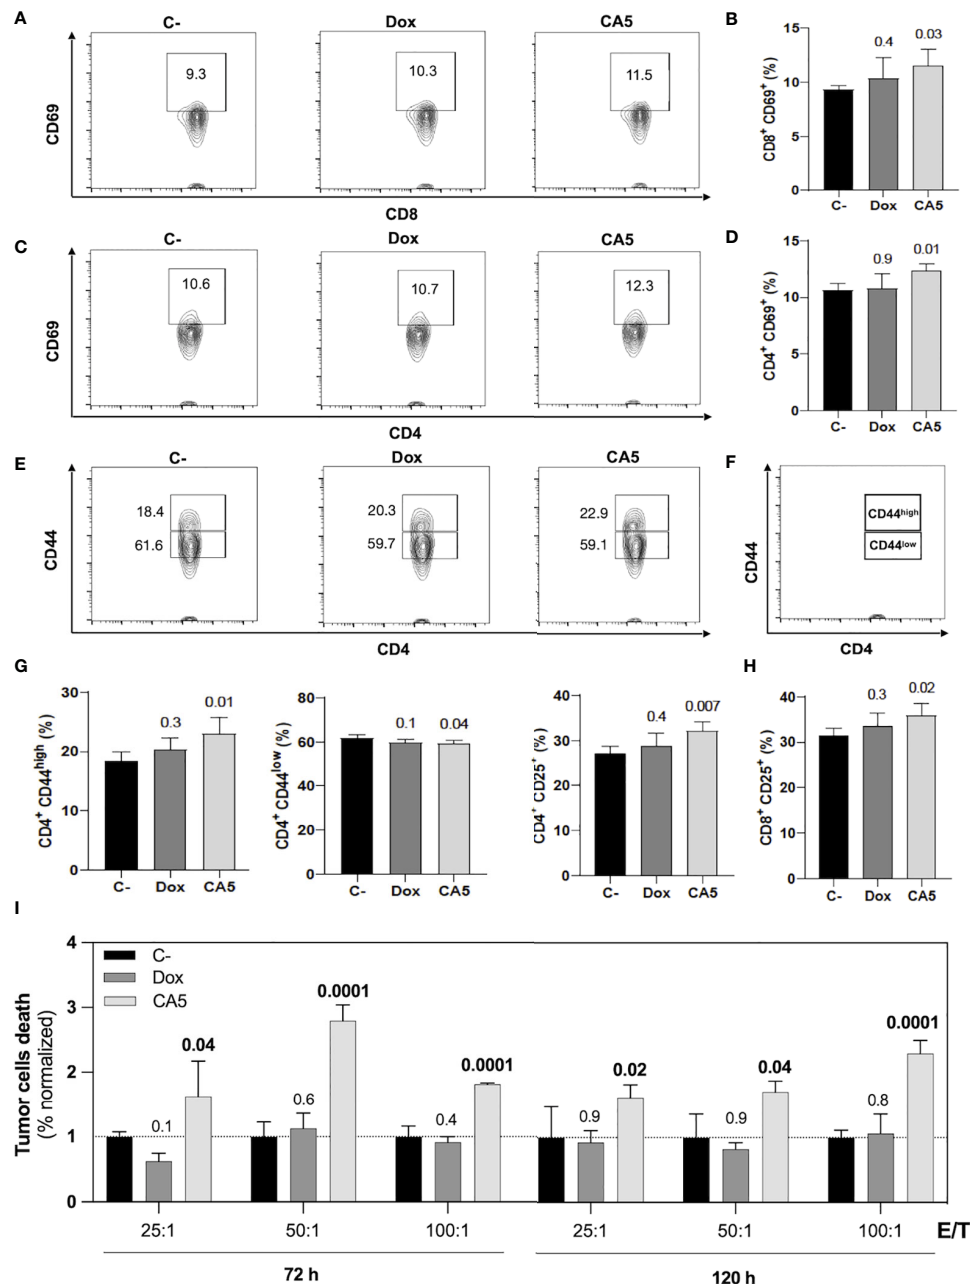 A
C-
Dox
CA5
9.3
10.3
11.5
CD69
CD8
B
CD8+ CD69+ (%)
15
10
5
0
0.4
0.03
C-
Dox
CA5
C
C-
Dox
CA5
10.6
10.7
12.3
CD69
CD4
D
CD4+ CD69+ (%)
15
10
5
0
0.9
0.01
C-
Dox
CA5
E
C-
Dox
CA5
18.4
61.6
20.3
59.7
22.9
59.1
CD44
CD4
F
CD44high
CD44low
CD44
CD4
G
CD4+ CD44high (%)
30
20
10
0
0.3
0.01
C-
Dox
CA5
CD4+ CD44low (%)
80
60
40
20
0
0.1
0.04
C-
Dox
CA5
CD4+ CD25+ (%)
40
30
20
10
0
0.4
0.007
C-
Dox
CA5
H
CD8+ CD25+ (%)
40
30
20
10
0
0.3
0.02
C-
Dox
CA5
I
Tumor cells death
(% normalized)
4
3
2
1
0
C-
Dox
CA5
0.1
0.04
0.6
0.0001
0.4
0.0001
0.9
0.02
0.9
0.04
0.8
0.0001
25:1
50:1
100:1
25:1
50:1
100:1
E/T
72 h
120 h